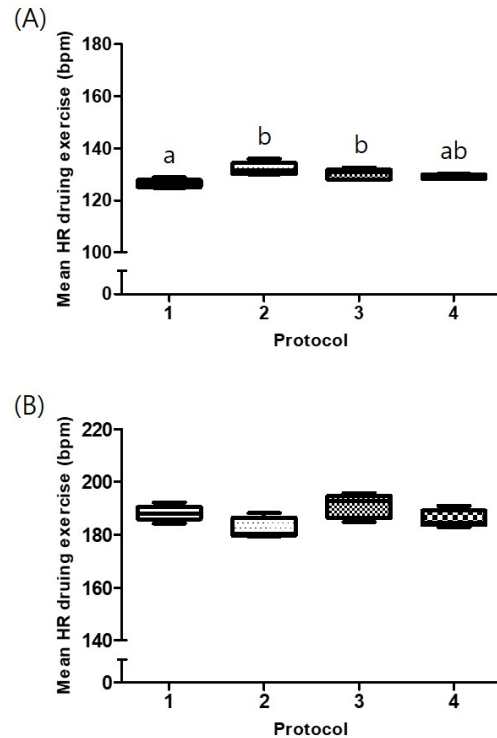 (A)
Mean HR druing exercise (bpm)
180
160
140
120
100
0
a
b
b
ab
1 2 3 4
Protocol
(B)
Mean HR druing exercise (bpm)
220
200
180
160
140
0
1 2 3 4
Protocol